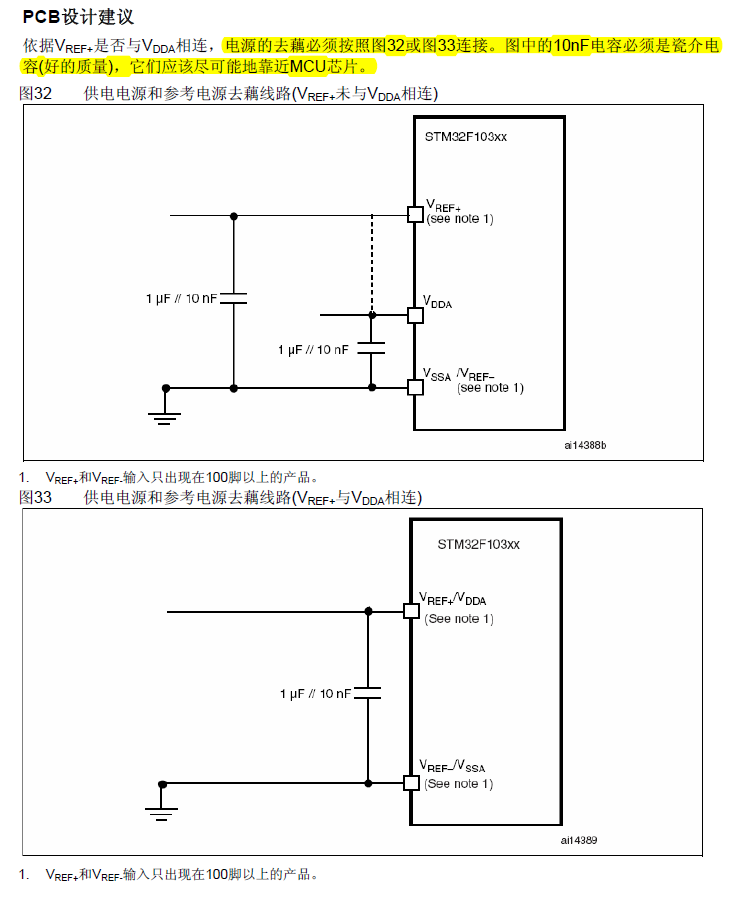 PCB设计建议
依据VREF+是否与VDDA相连，电源的去藕必须按照图32或图33连接。图中的10nF电容必须是瓷介电
容(好的质量)，它们应该尽可能地靠近MCU芯片。
图32 供电电源和参考电源去藕线路(VREF+未与VDDA相连)
STM32F103xx
VREF+
(see note 1)
1 µF // 10 nF
VDDA
1 µF // 10 nF
VSSA /VREF–
(see note 1)
ai14388b
1. VREF+和VREF-输入只出现在100脚以上的产品。
图33 供电电源和参考电源去藕线路(VREF+与VDDA相连)
STM32F103xx
VREF+/VDDA
(See note 1)
1 µF // 10 nF
VREF–/VSSA
(See note 1)
ai14389
1. VREF+和VREF-输入只出现在100脚以上的产品。